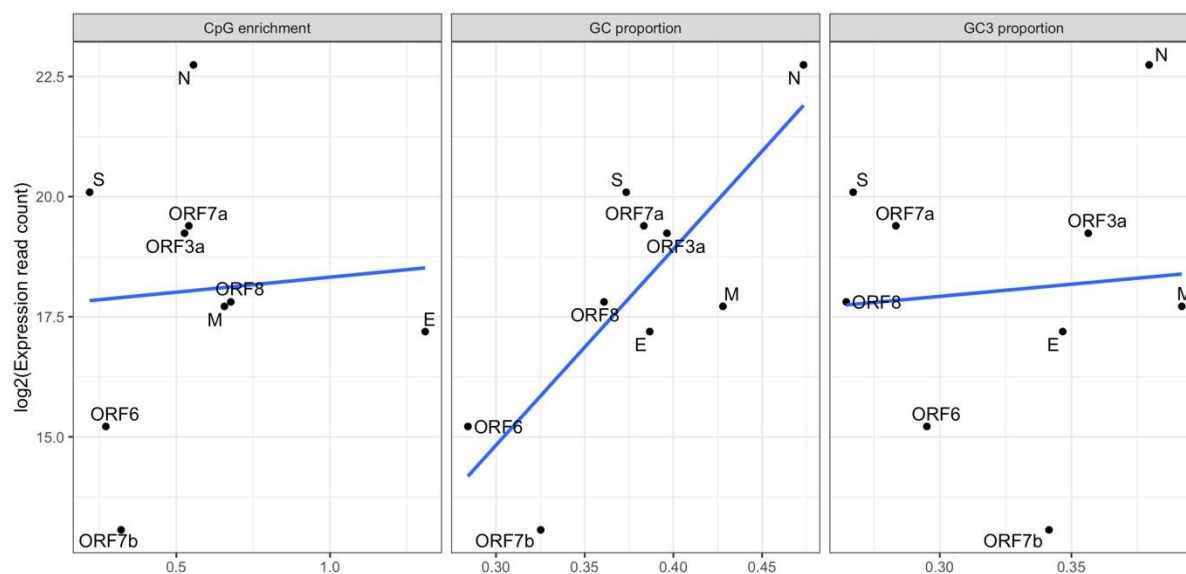 CpG enrichment
GC proportion
GC3 proportion
log2(Expression read count)
22.5
20.0
17.5
15.0
N
S
ORF7a
ORF3a
ORF8
M
E
ORF6
ORF7b
0.5
1.0
N
S
ORF7a
ORF3a
M
ORF8
E
ORF6
ORF7b
0.30
0.35
0.40
0.45
N
S
ORF7a
ORF3a
ORF8
M
E
ORF6
ORF7b
0.30
0.35